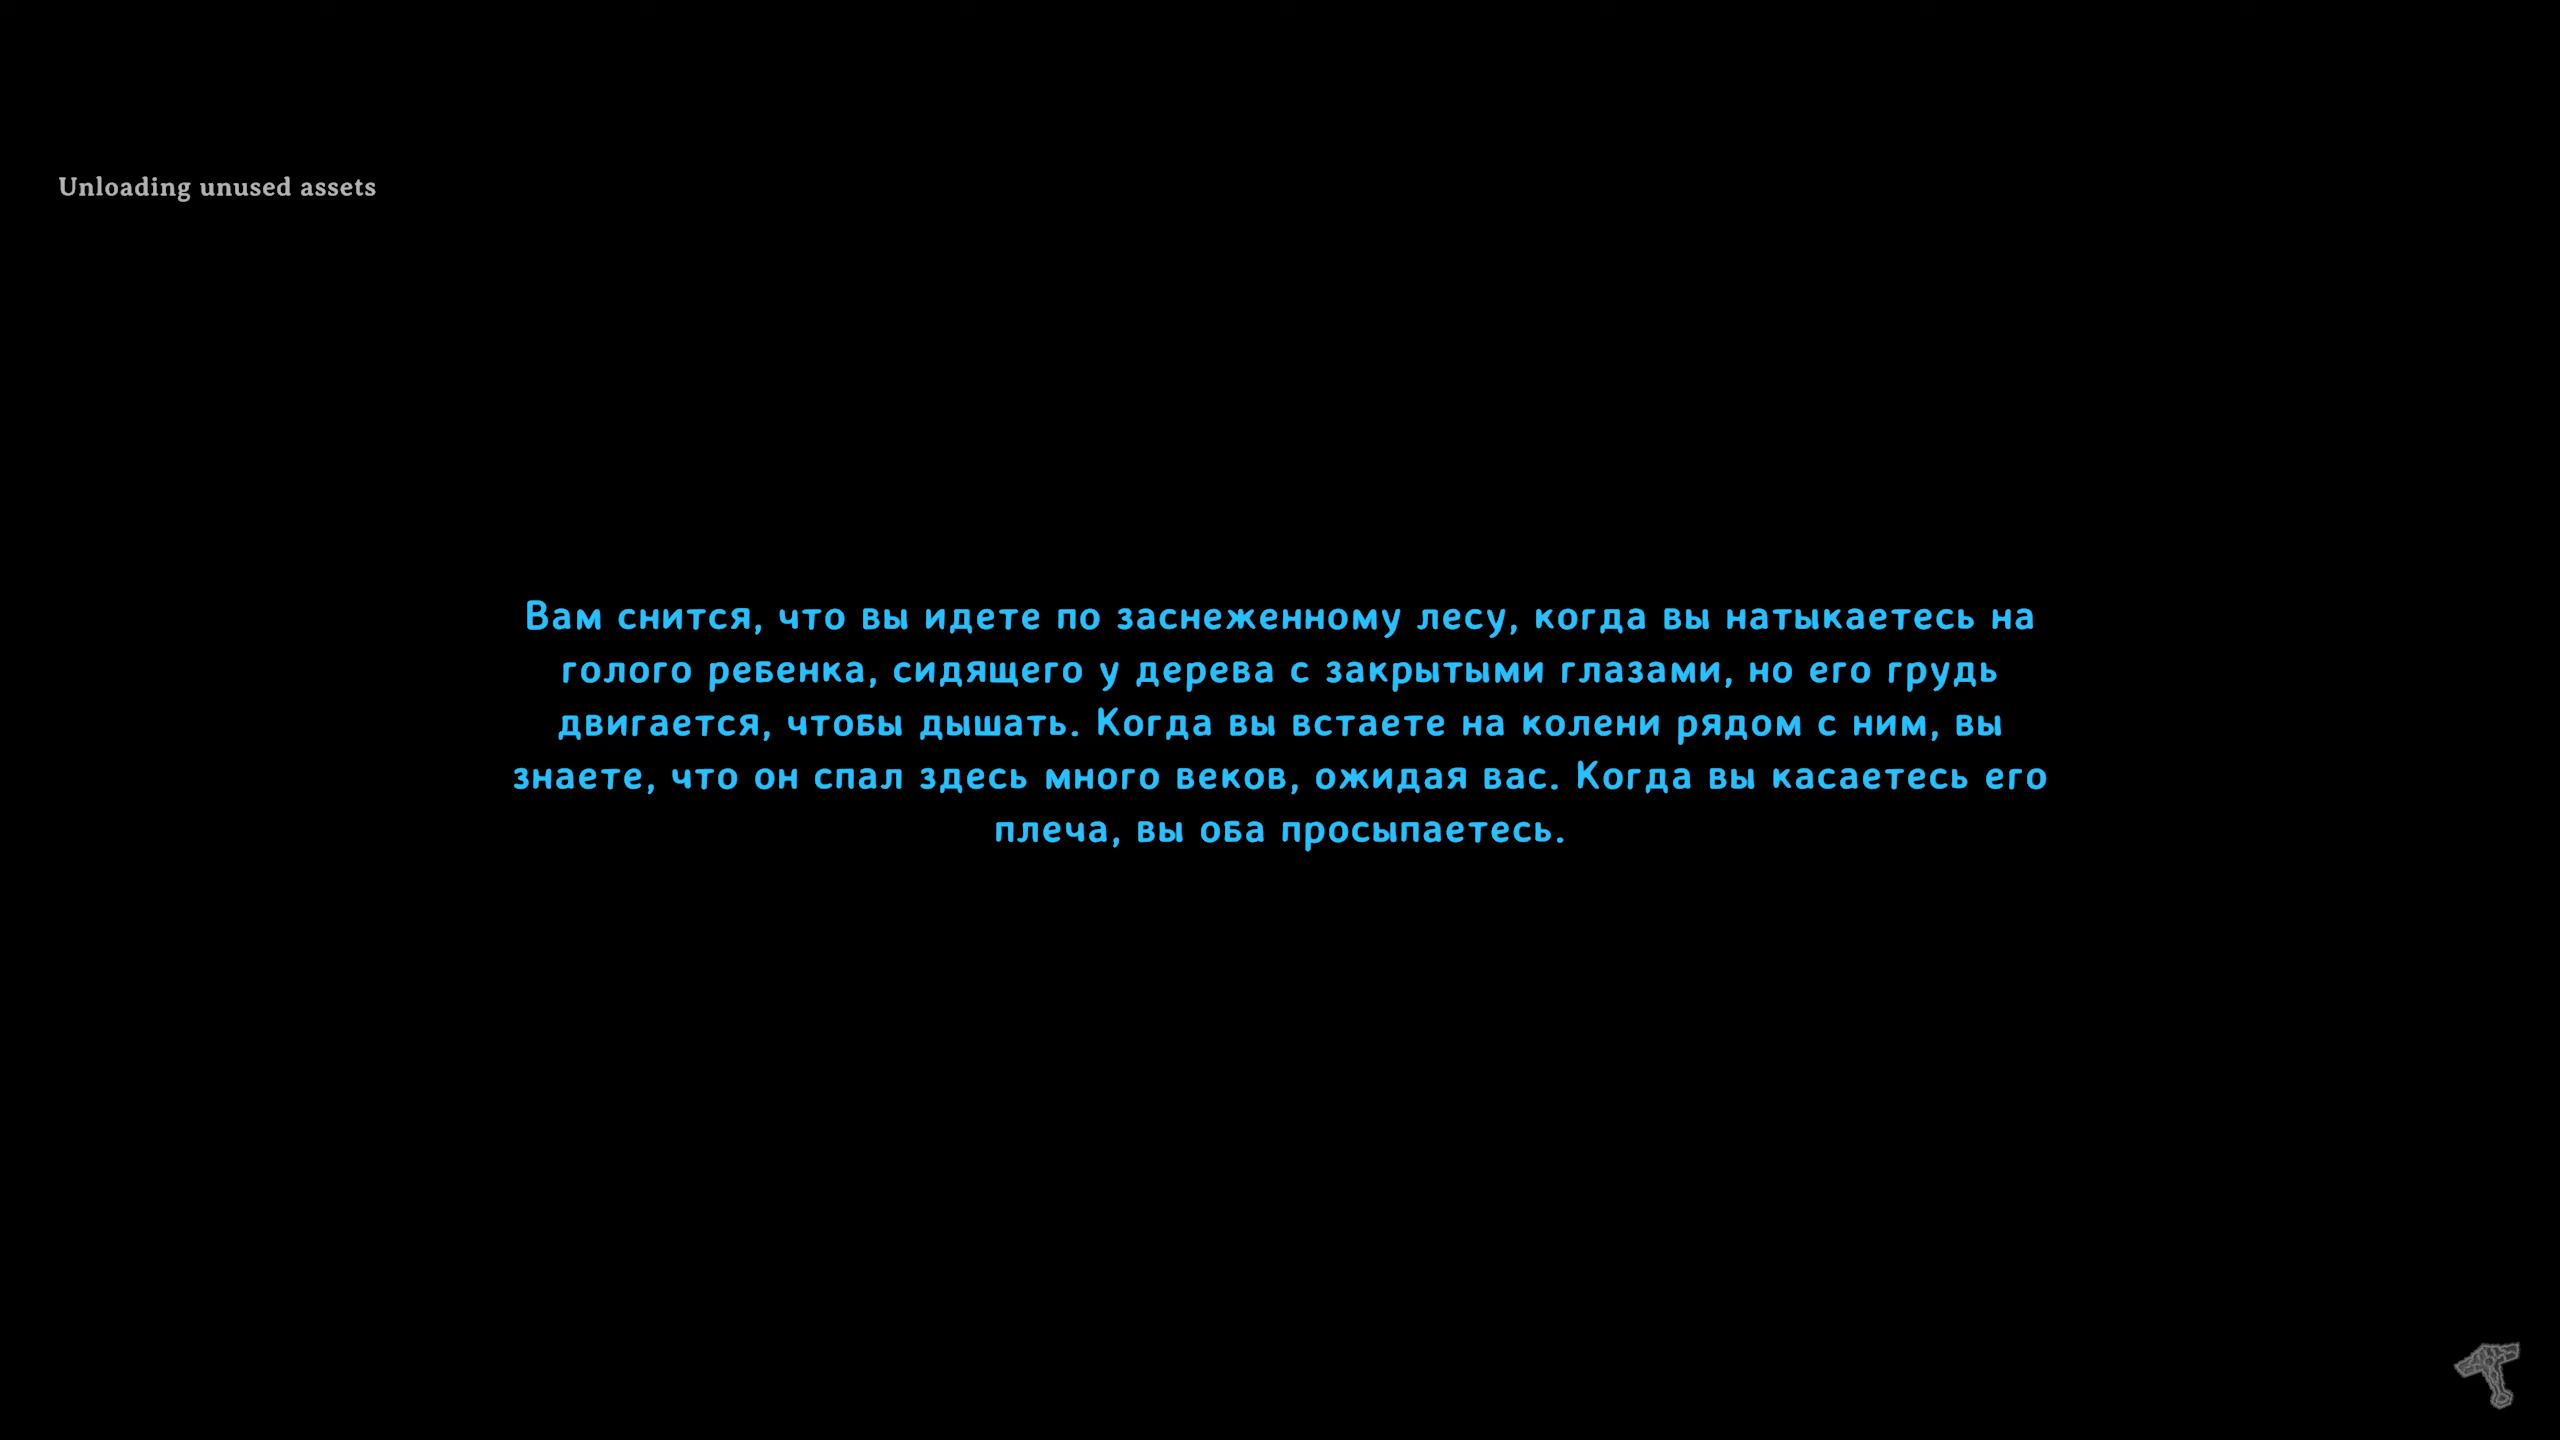 Unloading unused assets
Вам снится, что вы идете по заснеженному лесу, когда вы натыкаетесь на
голого ребенка, сидящего у дерева с закрытыми глазами, но его грудь
двигается, чтобы дышать. Когда вы встаете на колени рядом с ним, вы
знаете, что он спал здесь много веков, ожидая вас. Когда вы касаетесь его
плеча, вы оба просыпаетесь.